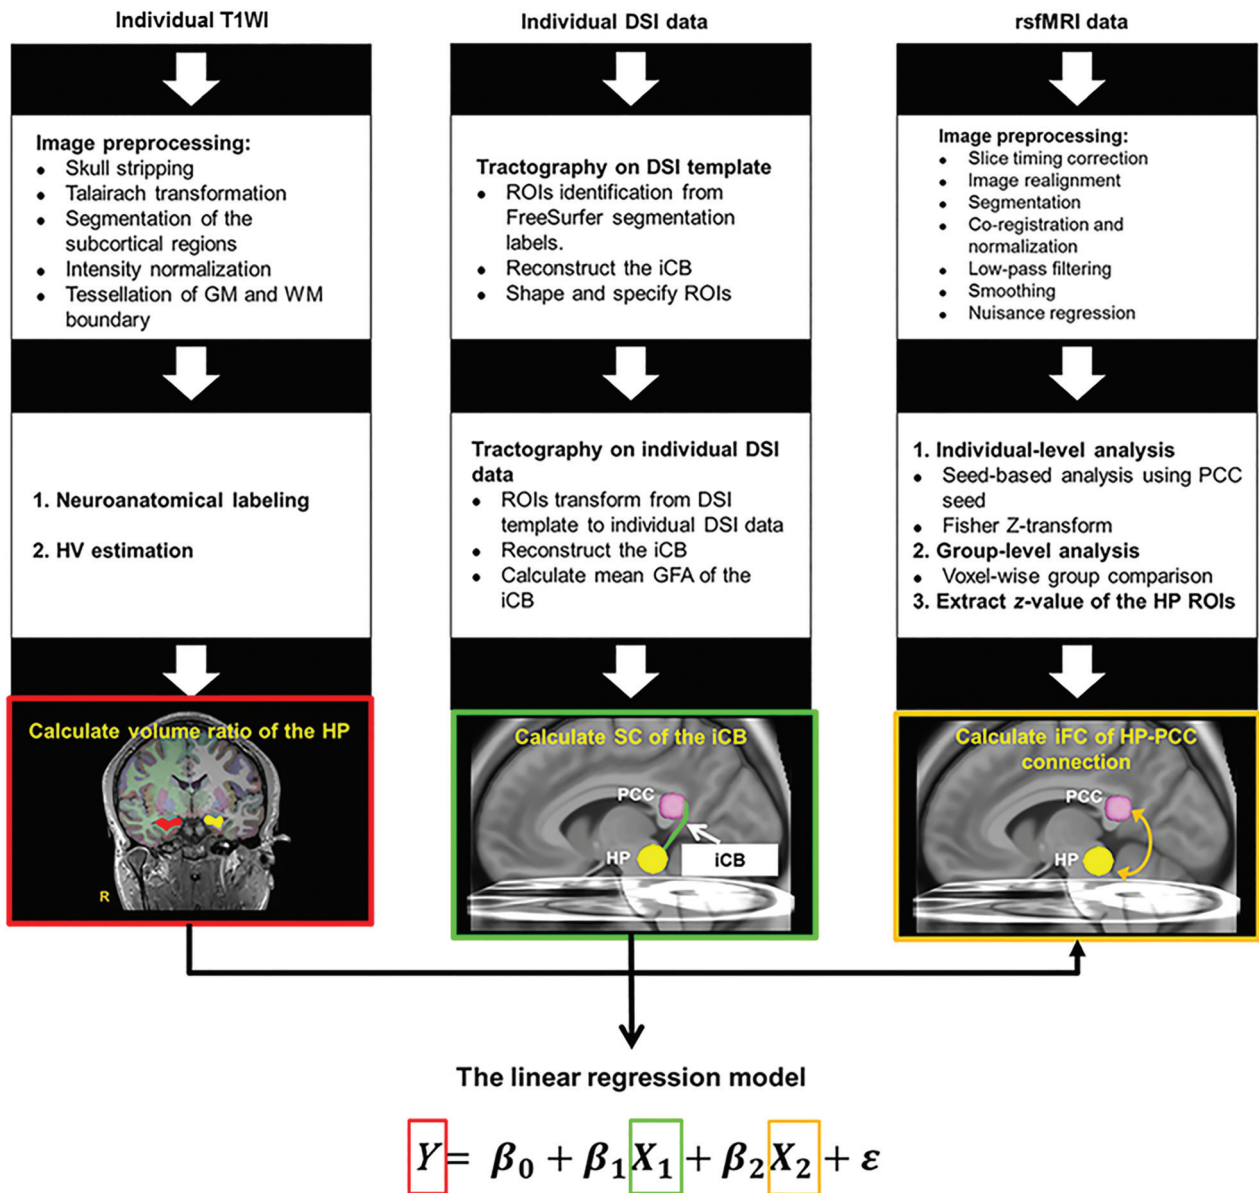 Individual T1WI
Image preprocessing:
• Skull stripping
• Talairach transformation
• Segmentation of the
subcortical regions
• Intensity normalization
• Tessellation of GM and WM
boundary
1. Neuroanatomical labeling
2. HV estimation
Calculate volume ratio of the HP
R
Individual DSI data
Tractography on DSI template
• ROIs identification from
FreeSurfer segmentation
labels.
• Reconstruct the iCB
• Shape and specify ROIs
Tractography on individual DSI
data
• ROIs transform from DSI
template to individual DSI data
• Reconstruct the iCB
• Calculate mean GFA of the
iCB
Calculate SC of the iCB
PCC
HP
iCB
rsfMRI data
Image preprocessing:
• Slice timing correction
• Image realignment
• Segmentation
• Co-registration and
normalization
• Low-pass filtering
• Smoothing
• Nuisance regression
1. Individual-level analysis
• Seed-based analysis using PCC
seed
• Fisher Z-transform
2. Group-level analysis
• Voxel-wise group comparison
3. Extract z-value of the HP ROIs
Calculate iFC of HP-PCC
connection
PCC
HP
The linear regression model
Y = β₀ + β₁X₁ + β₂X₂ + ε